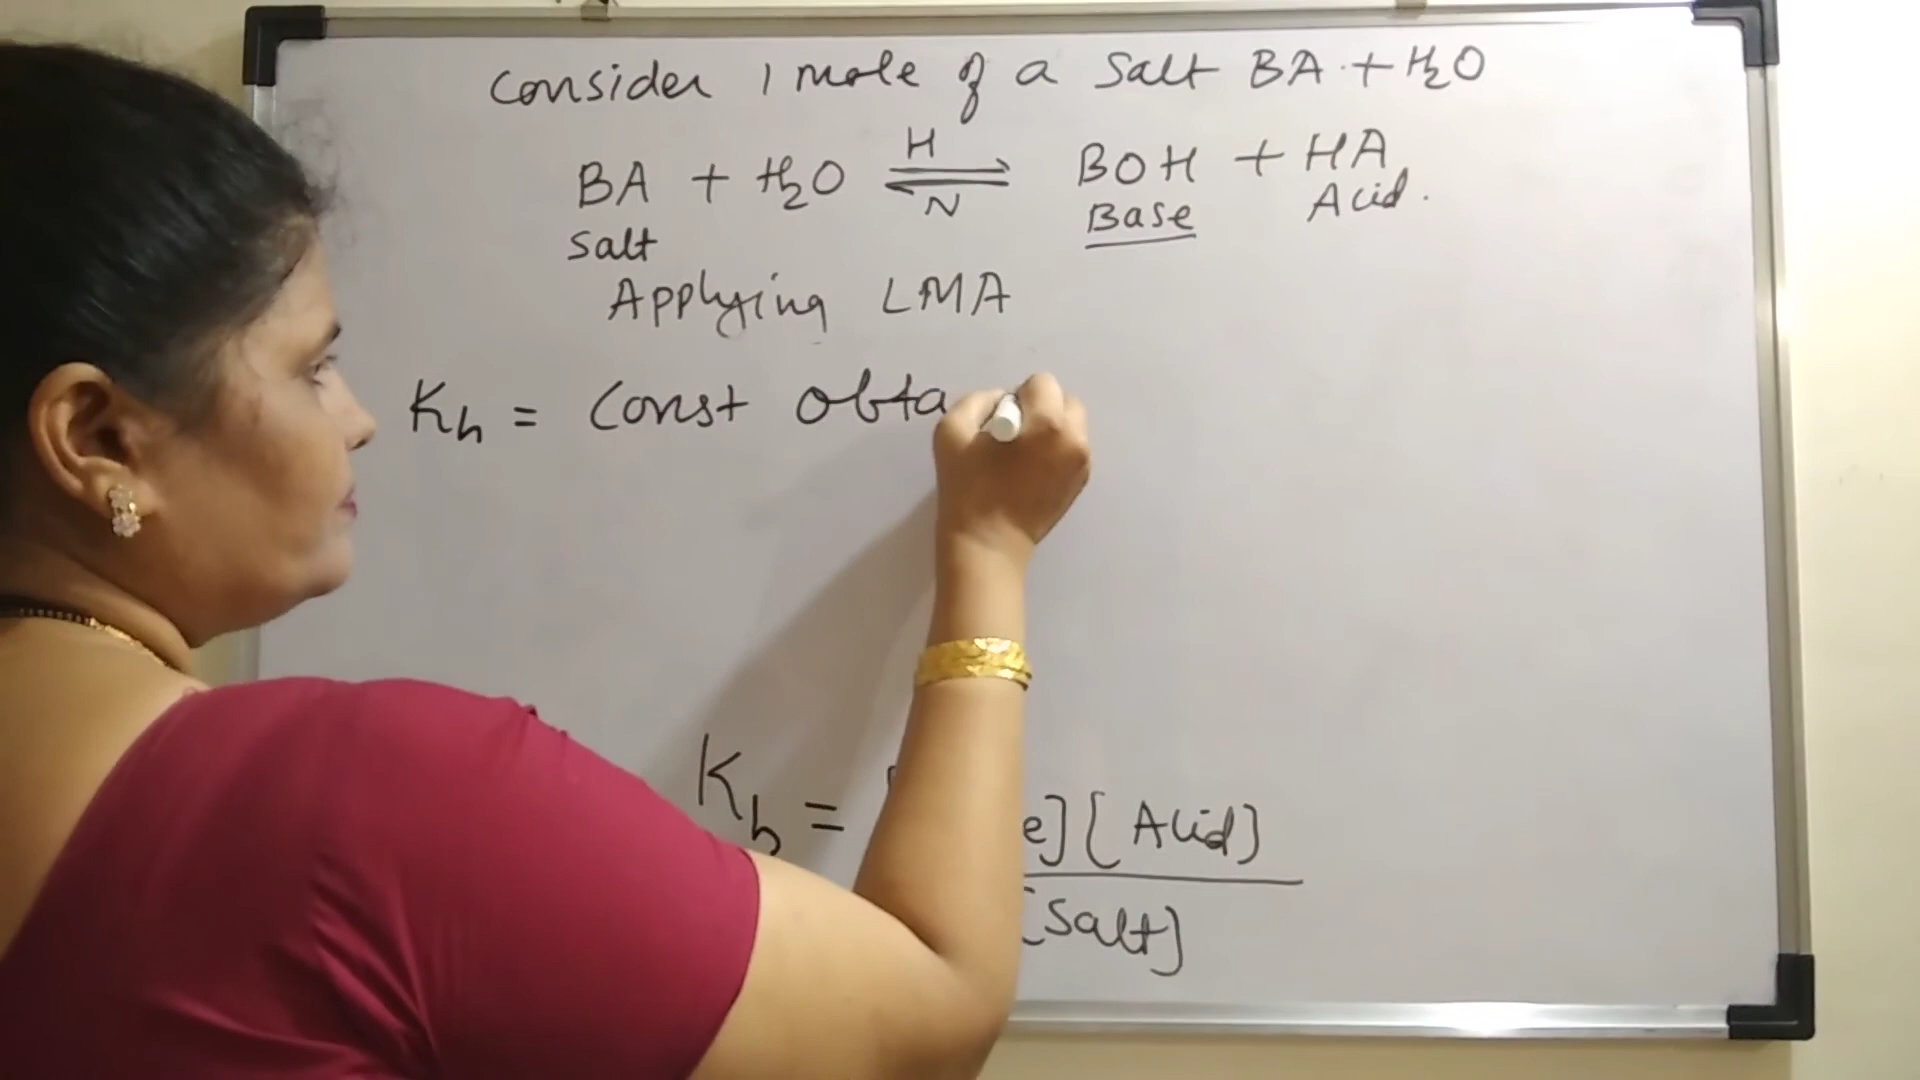 Consider 1 mole of a Salt BA + H2O
BA + H2O ⇌ BOH + HA
H
N
Salt Base Acid.
Applying LMA
Kh = Const obta
Kh = e] [Acid]
[Salt]